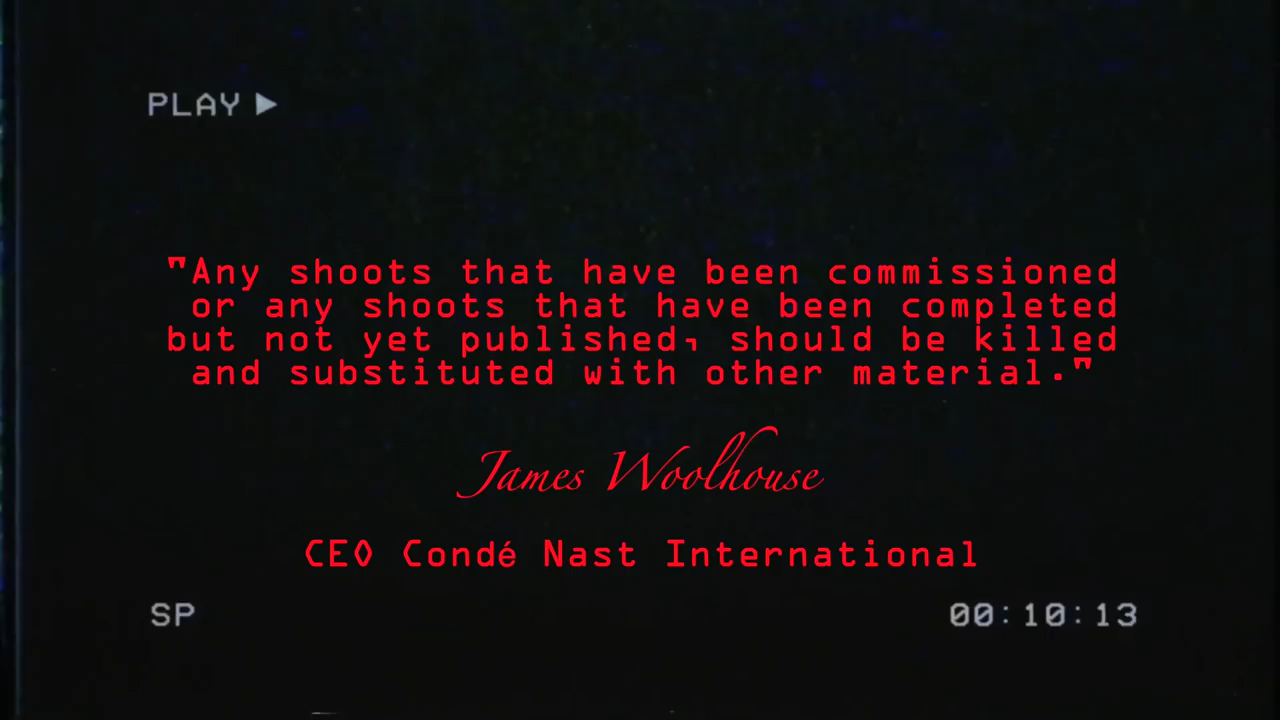 PLAY ▶
"Any shoots that have been commissioned
or any shoots that have been completed
but not yet published, should be killed
and substituted with other material."
James Woolhouse
CEO Condé Nast International
SP
00:10:13